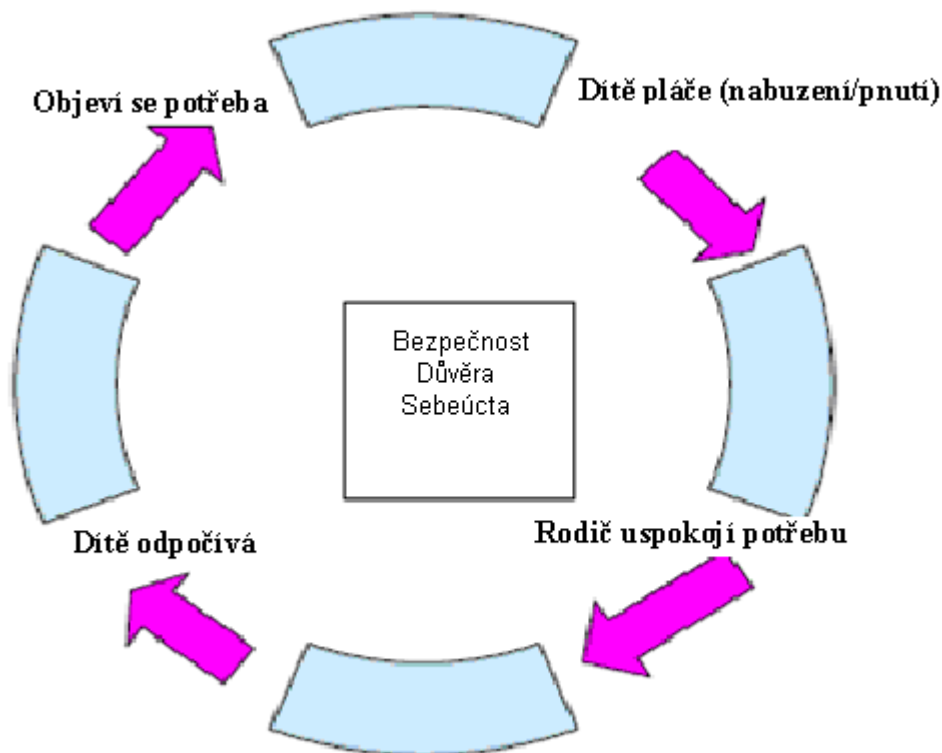 Objeví se potřeba
Dítě pláče (nabuzení/pnutí)
Bezpečnost
Důvěra
Sebeúcta
Rodič uspokojí potřebu
Dítě odpočívá